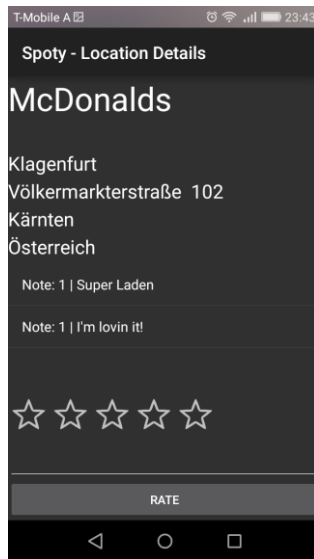 T-Mobile A
23:43
Spoty - Location Details
McDonalds
Klagenfurt
Völkermarkterstraße 102
Kärnten
Österreich
Note: 1 | Super Laden
Note: 1 | I'm lovin it!
RATE